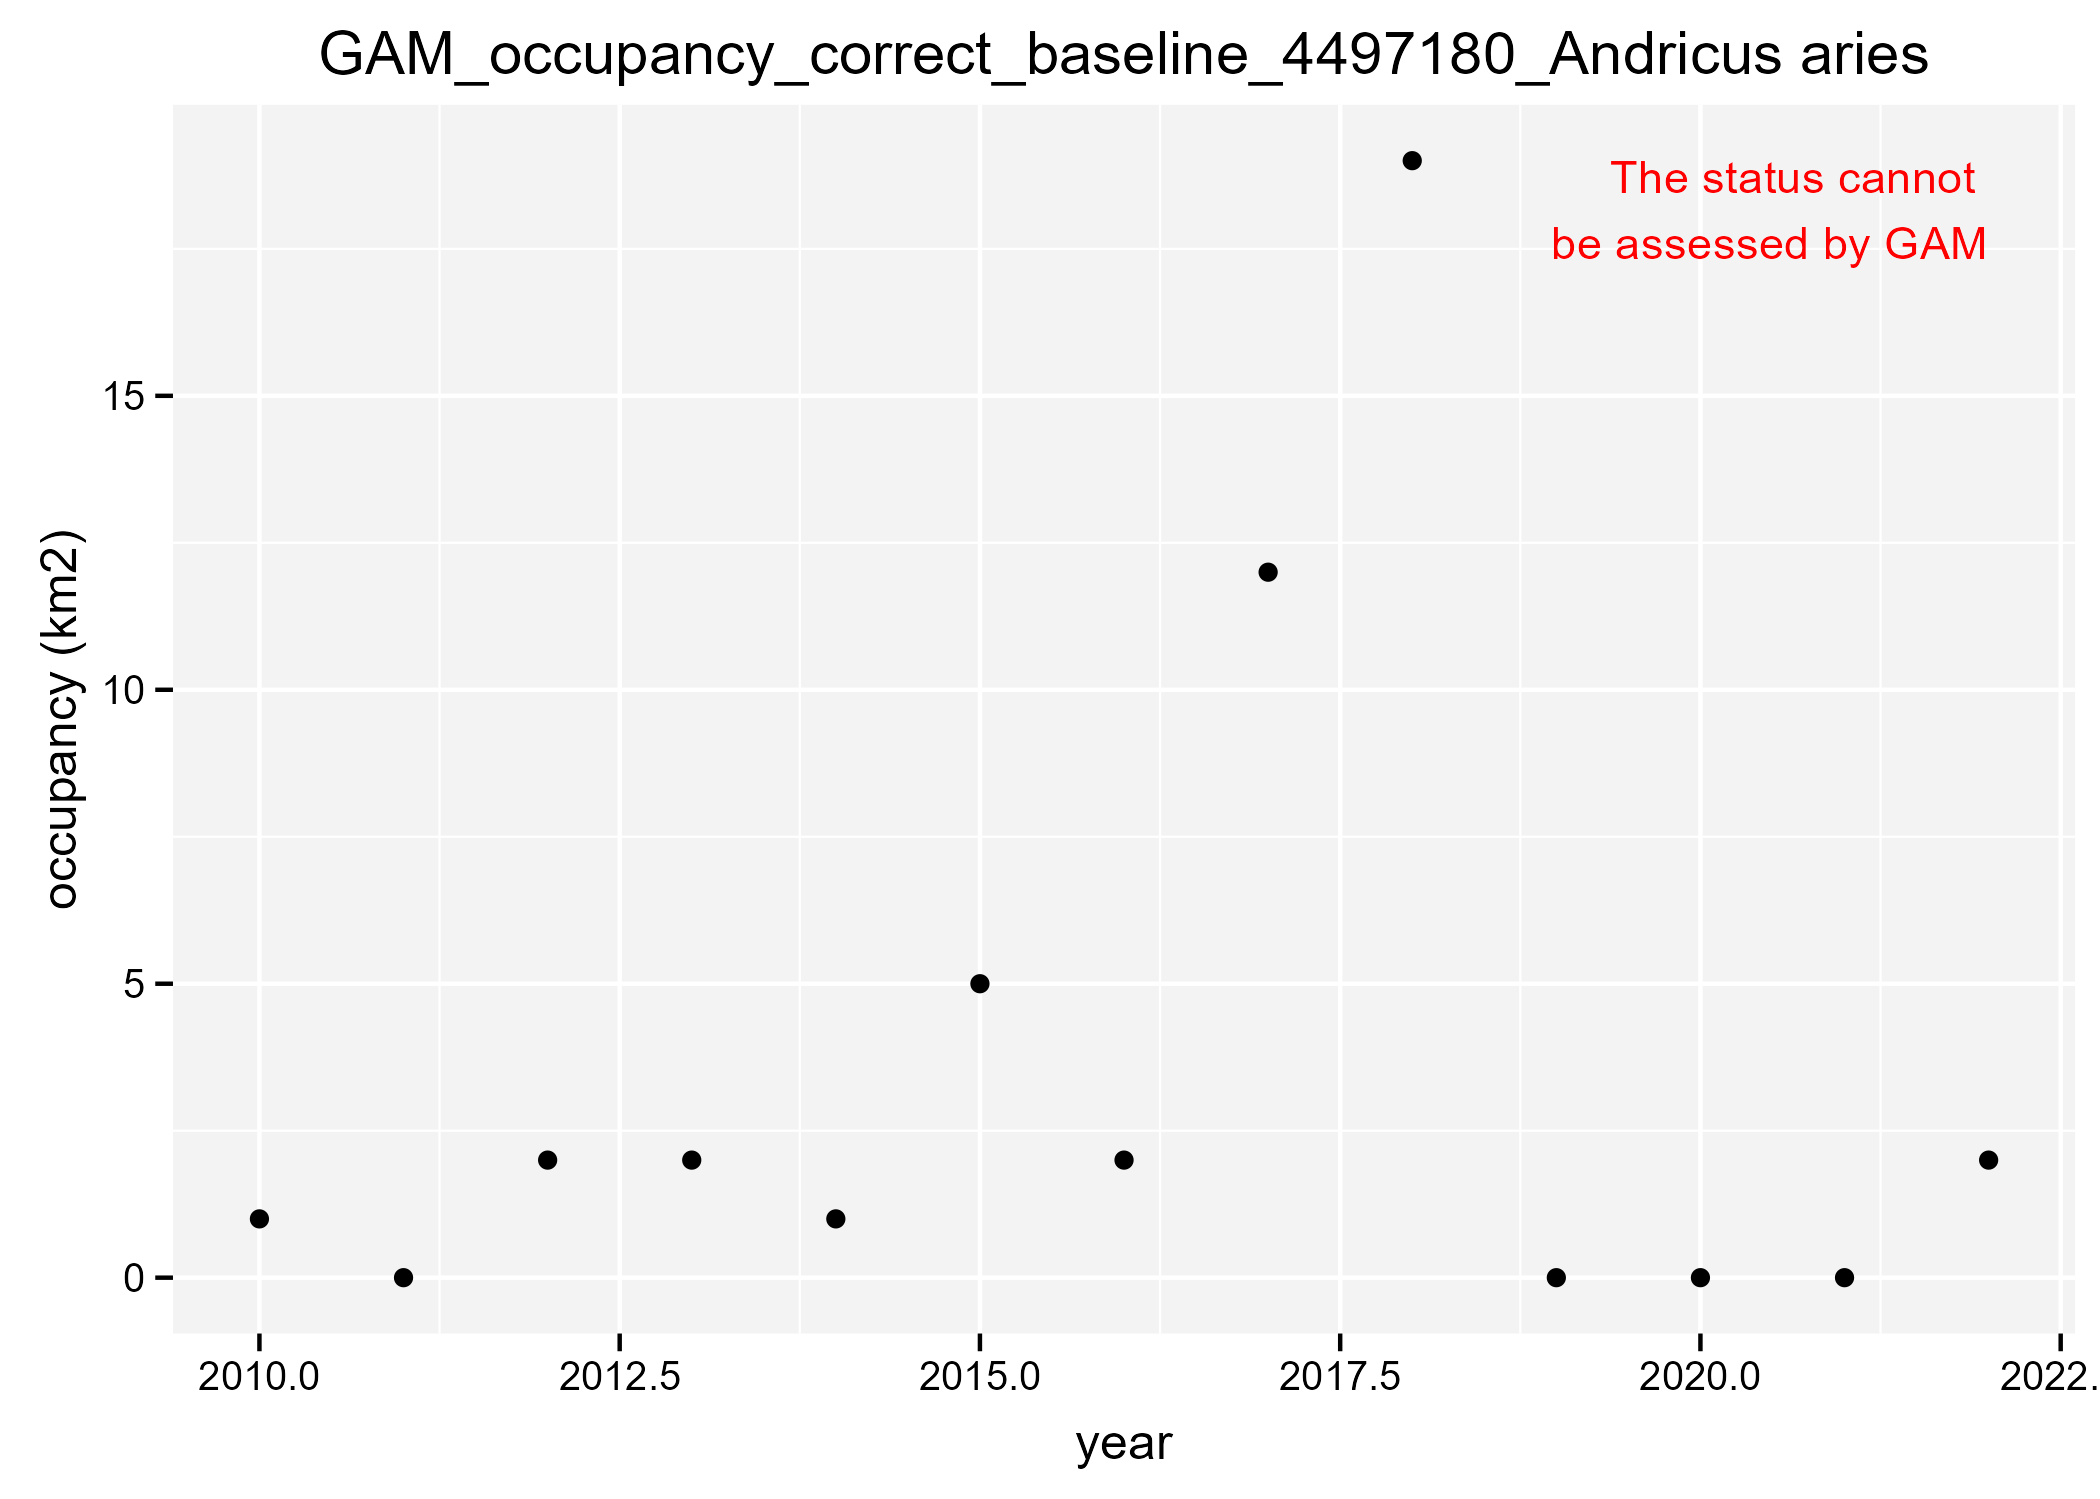 GAM_occupancy_correct_baseline_4497180_Andricus aries
The status cannot
be assessed by GAM
occupancy (km2)
15
10
5
0
2010.0
2012.5
2015.0
2017.5
2020.0
2022.
year